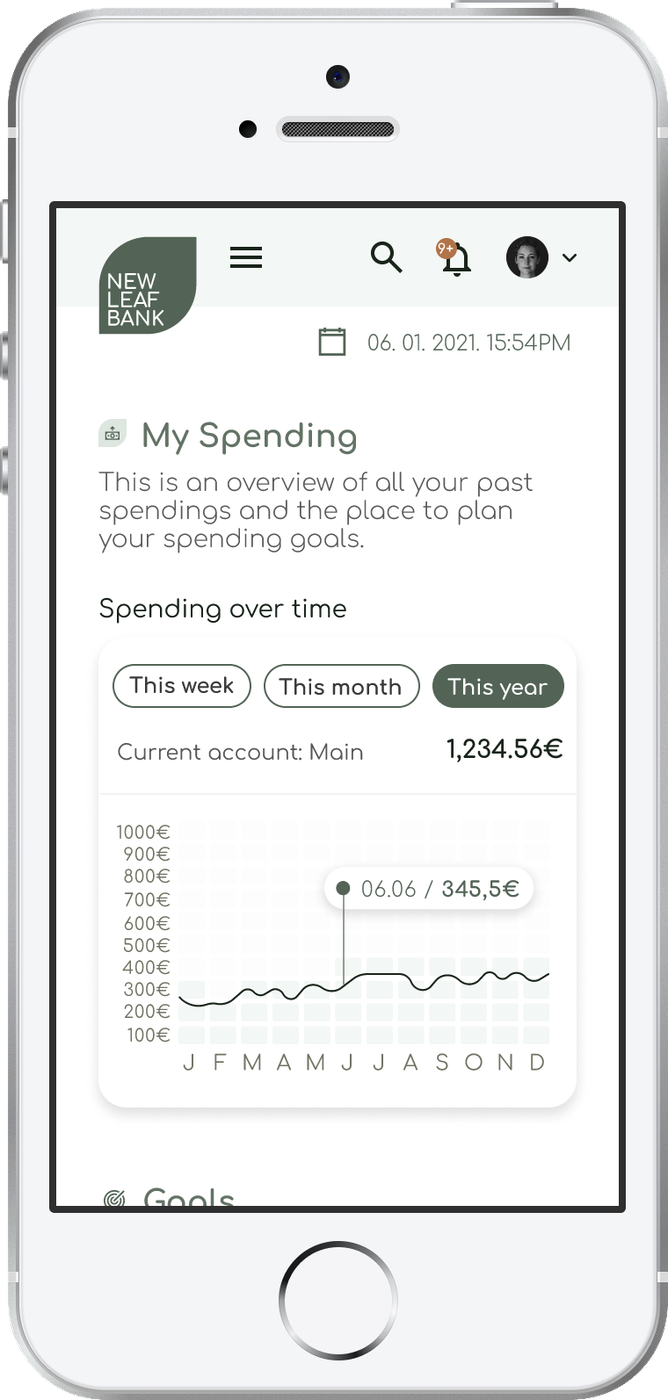 NEW
LEAF
BANK
9+
06. 01. 2021. 15:54PM
My Spending
This is an overview of all your past
spendings and the place to plan
your spending goals.
Spending over time
This week This month This year
Current account: Main 1,234.56€
1000€
900€
800€
06.06 / 345,5€
700€
600€
500€
400€
300€
200€
100€
J F M A M J J A S O N D
Goals